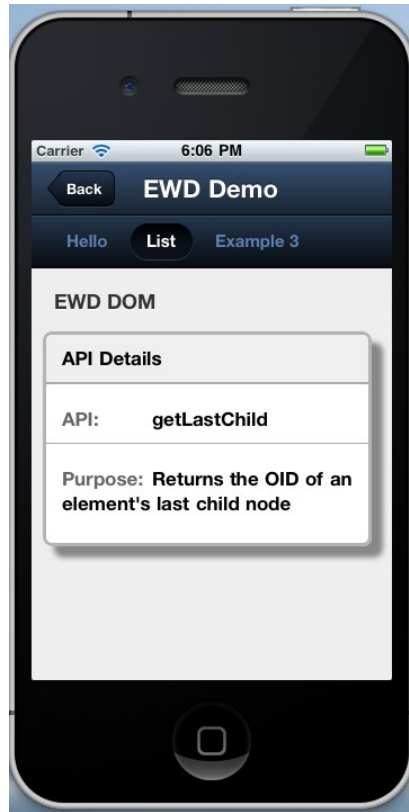 Carrier 6:06 PM
Back EWD Demo
Hello List Example 3
EWD DOM
API Details
API: getLastChild
Purpose: Returns the OID of an
element's last child node